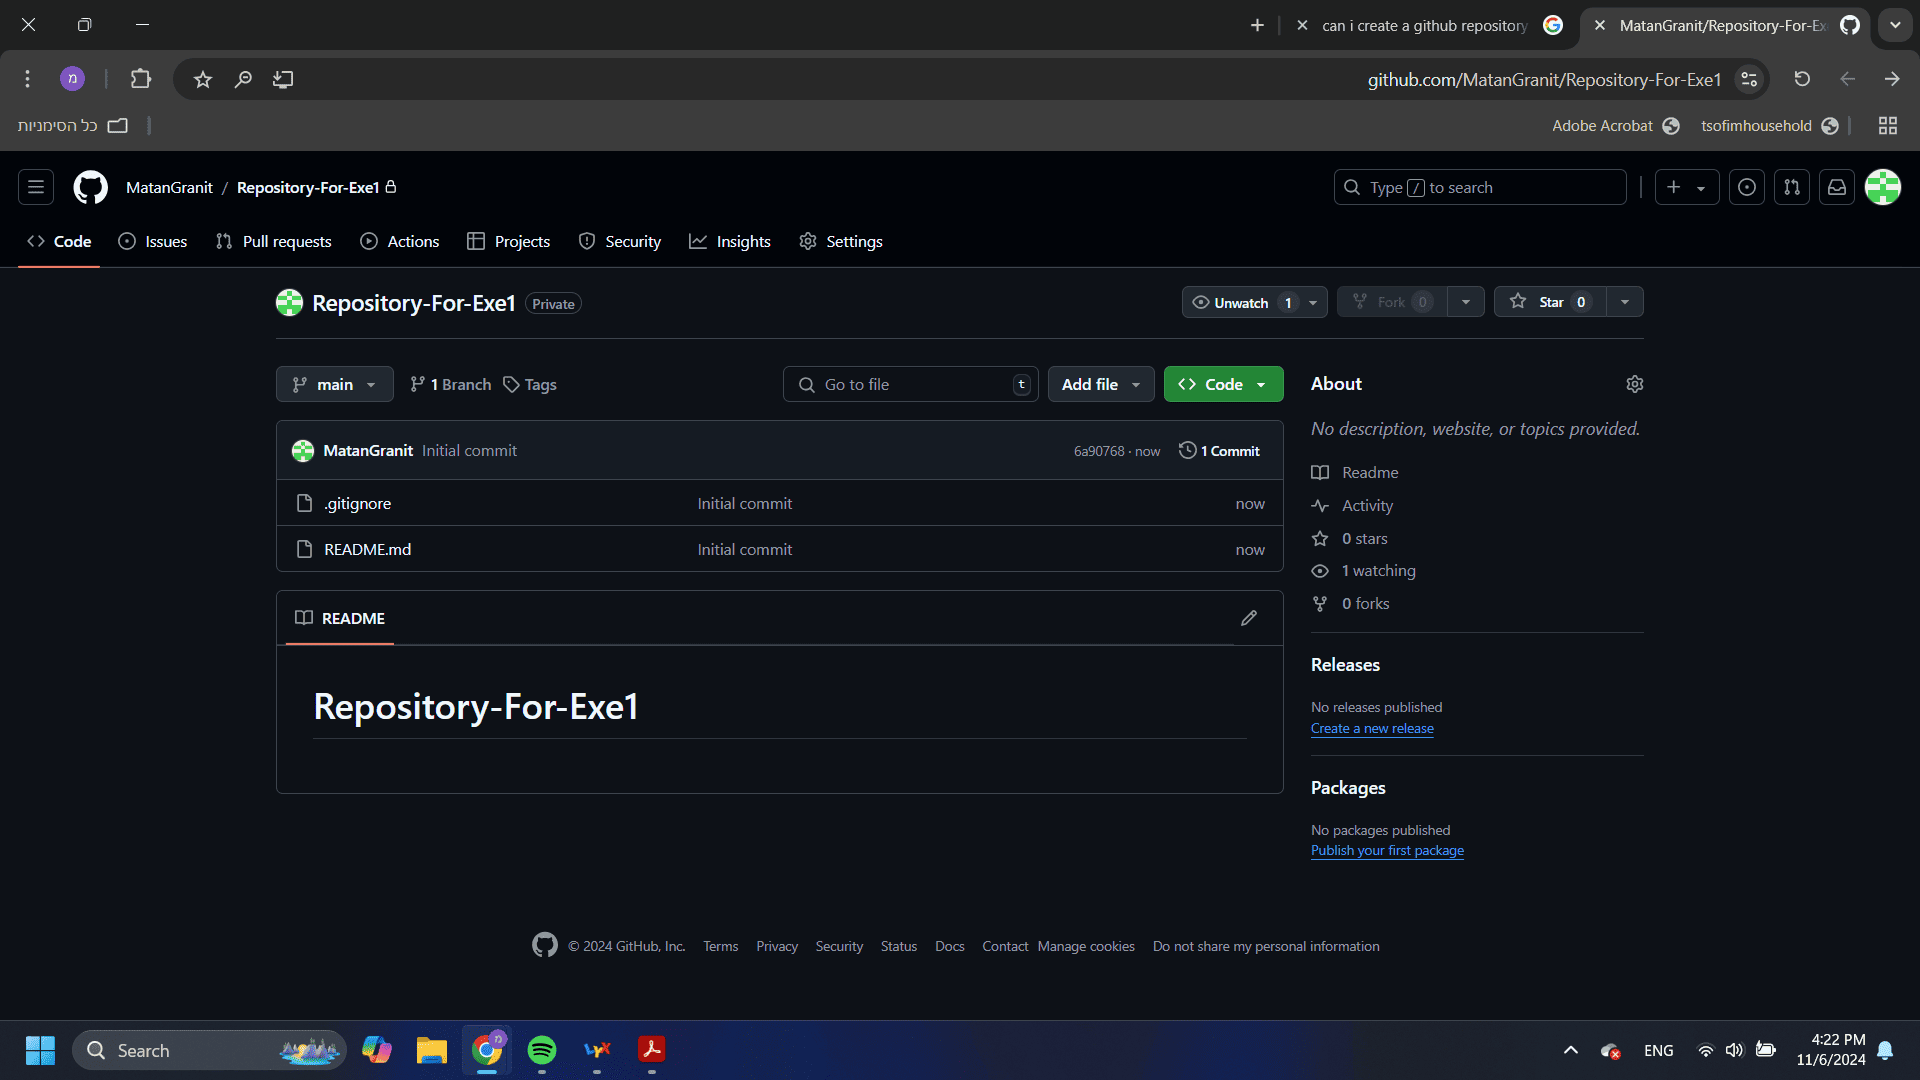 can i create a github repository
MatanGranit/Repository-For-Ex
מ
github.com/MatanGranit/Repository-For-Exe1
כל הסימניות
Adobe Acrobat
tsofimhousehold
MatanGranit / Repository-For-Exe1
Type / to search
Code
Issues
Pull requests
Actions
Projects
Security
Insights
Settings
Repository-For-Exe1 Private
Unwatch 1
Fork 0
Star 0
main
1 Branch
Tags
Go to file t
Add file
Code
MatanGranit Initial commit 6a90768 · now 1 Commit
.gitignore Initial commit now
README.md Initial commit now
README
Repository-For-Exe1
About
No description, website, or topics provided.
Readme
Activity
0 stars
1 watching
0 forks
Releases
No releases published
Create a new release
Packages
No packages published
Publish your first package
© 2024 GitHub, Inc. Terms Privacy Security Status Docs Contact Manage cookies Do not share my personal information
Search
מ
LyX
ENG
4:22 PM
11/6/2024